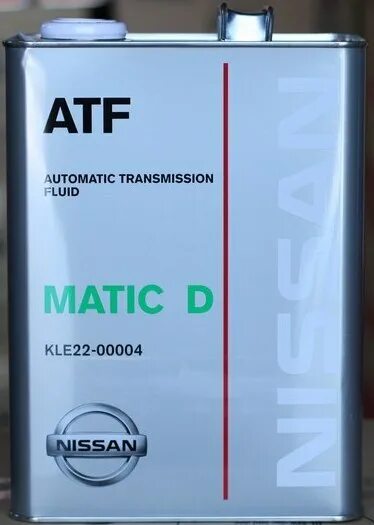 ATF
AUTOMATIC TRANSMISSION
FLUID
MATIC D
KLE22-00004
NISSAN
NISSAN